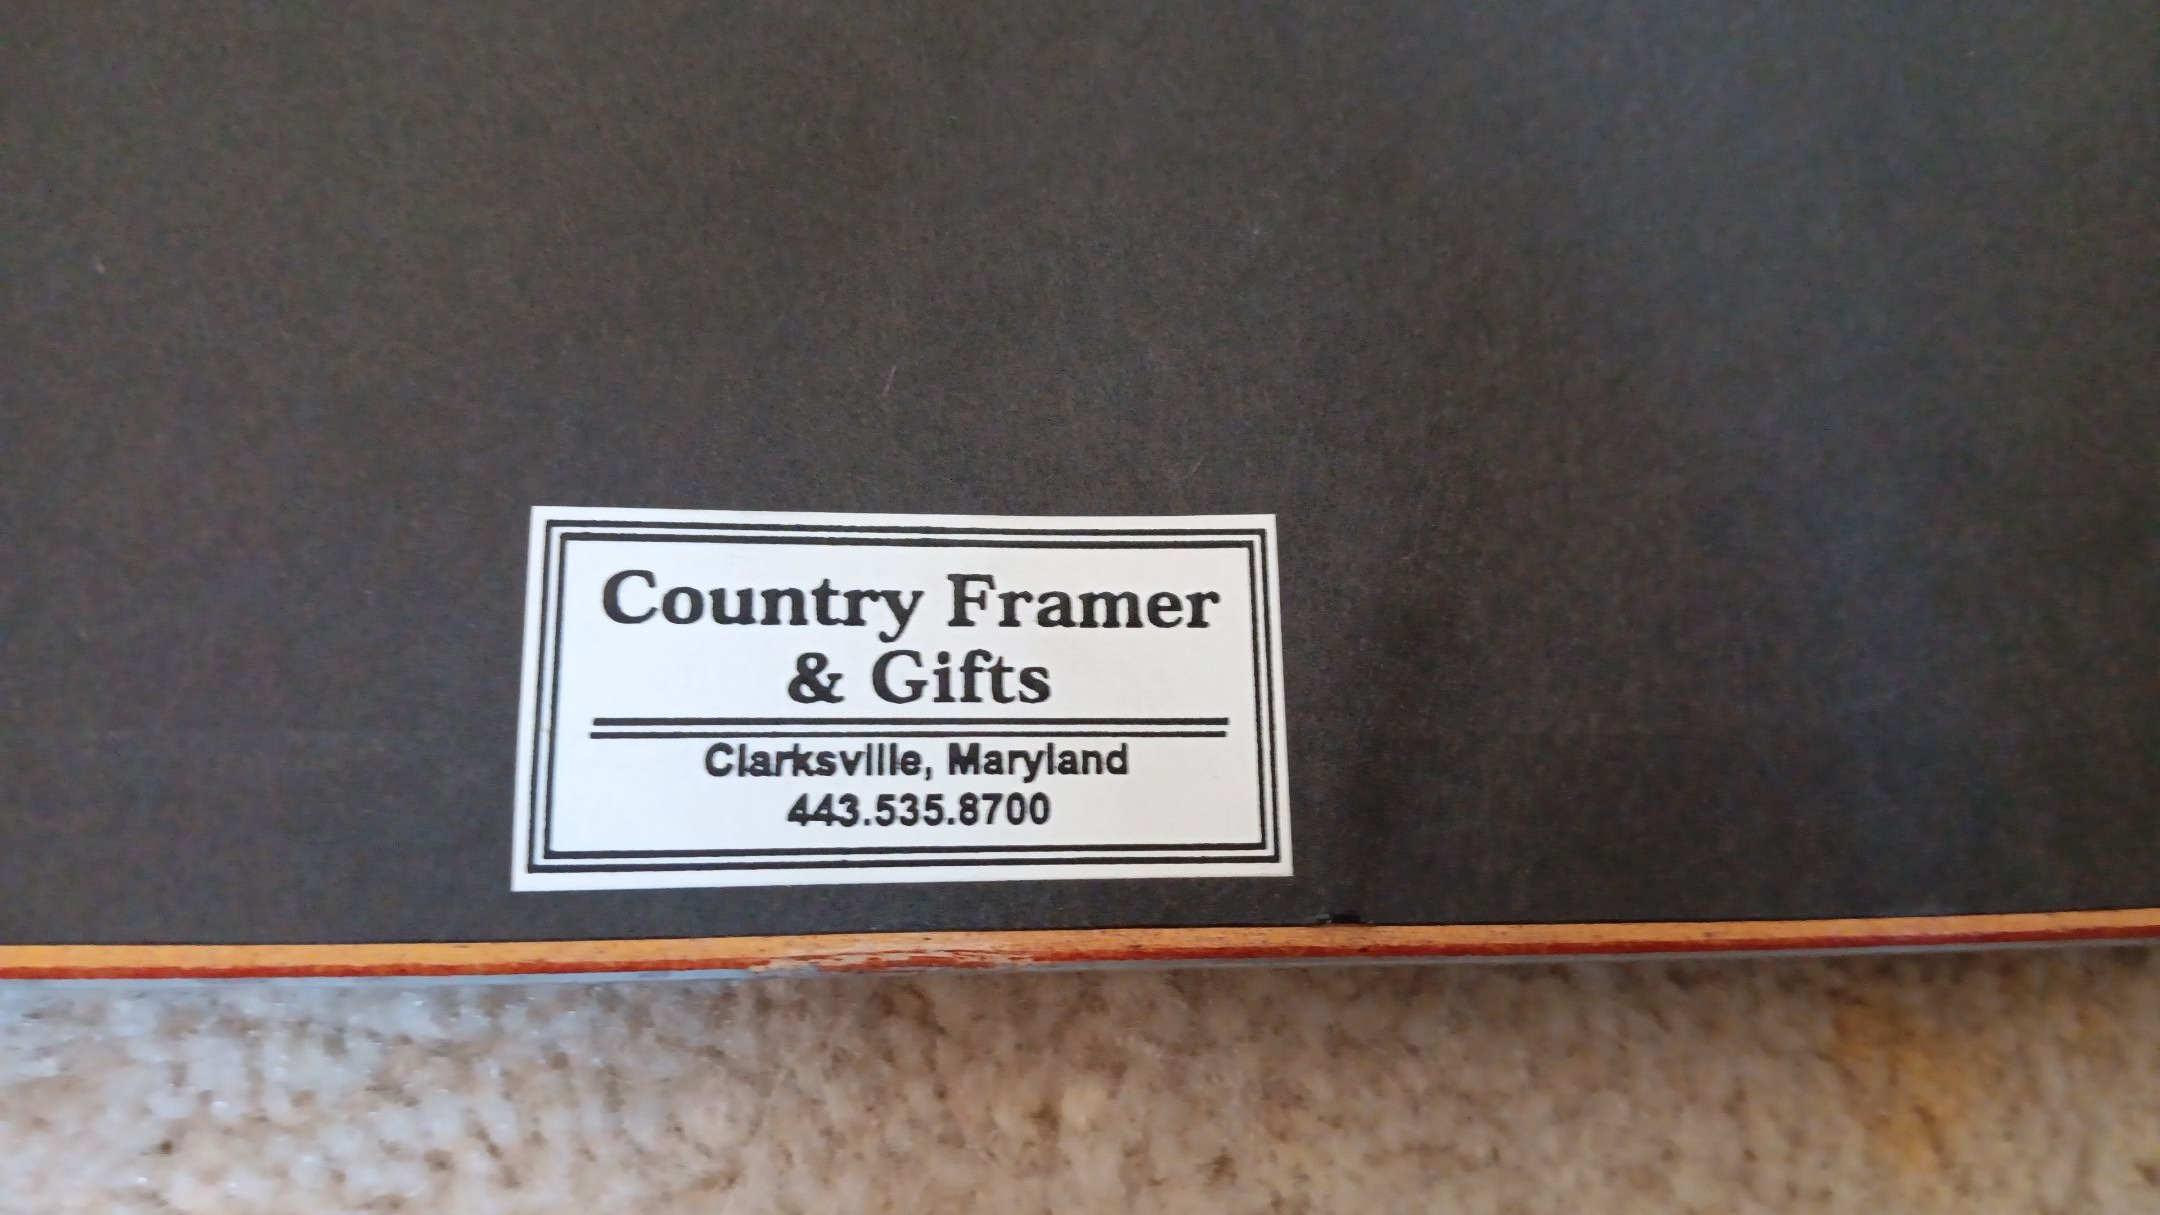 Country Framer
& Gifts
Clarksville, Maryland
443.535.8700